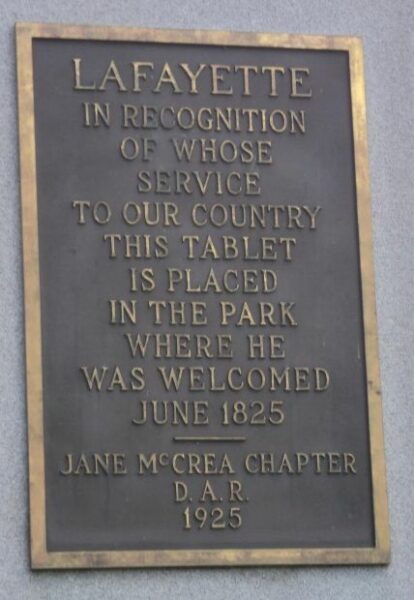 LAFAYETTE
IN RECOGNITION
OF WHOSE
SERVICE
TO OUR COUNTRY
THIS TABLET
IS PLACED
IN THE PARK
WHERE HE
WAS WELCOMED
JUNE 1825
JANE MCCREA CHAPTER
D. A. R.
1925